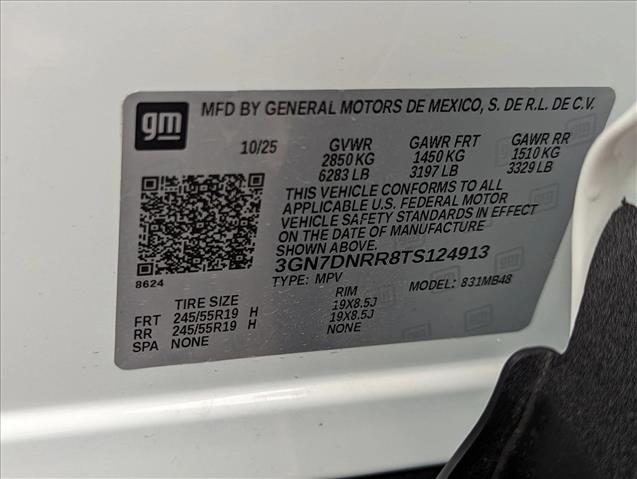 gm
MFD BY GENERAL MOTORS DE MEXICO, S. DE R.L. DE C.V.
10/25 GVWR GAWR FRT GAWR RR
2850 KG 1450 KG 1510 KG
6283 LB 3197 LB 3329 LB
THIS VEHICLE CONFORMS TO ALL
APPLICABLE U.S. FEDERAL MOTOR
VEHICLE SAFETY STANDARDS IN EFFECT
ON THE DATE OF MANUFACTURE
SHOWN ABOVE.
3GN7DNRR8TS124913
8624 TYPE: MPV MODEL: 831MB48
TIRE SIZE RIM
FRT 245/55R19 H 19X8.5J
RR 245/55R19 H 19X8.5J
SPA NONE NONE